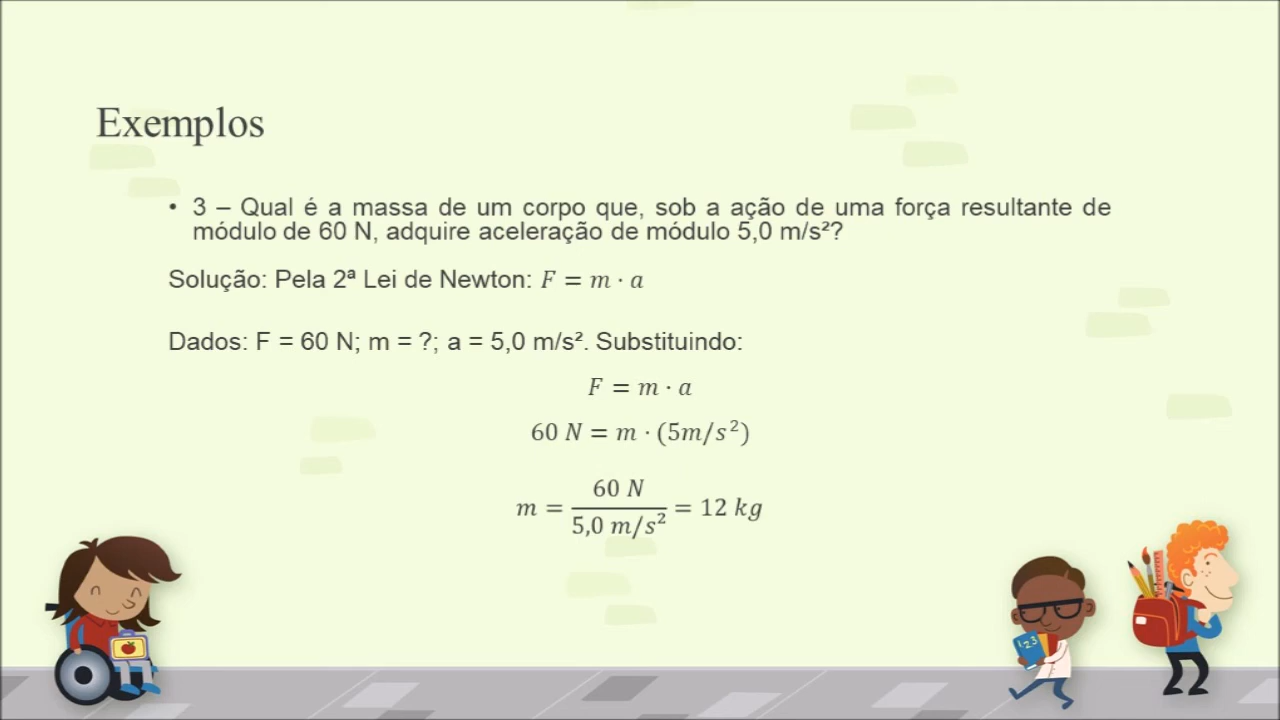 Exemplos
• 3 – Qual é a massa de um corpo que, sob a ação de uma força resultante de
módulo de 60 N, adquire aceleração de módulo 5,0 m/s²?
Solução: Pela 2ª Lei de Newton: F = m · a
Dados: F = 60 N; m = ?; a = 5,0 m/s². Substituindo:
F = m · a
60 N = m · (5m/s²)
m = 60 N / 5,0 m/s² = 12 kg
123